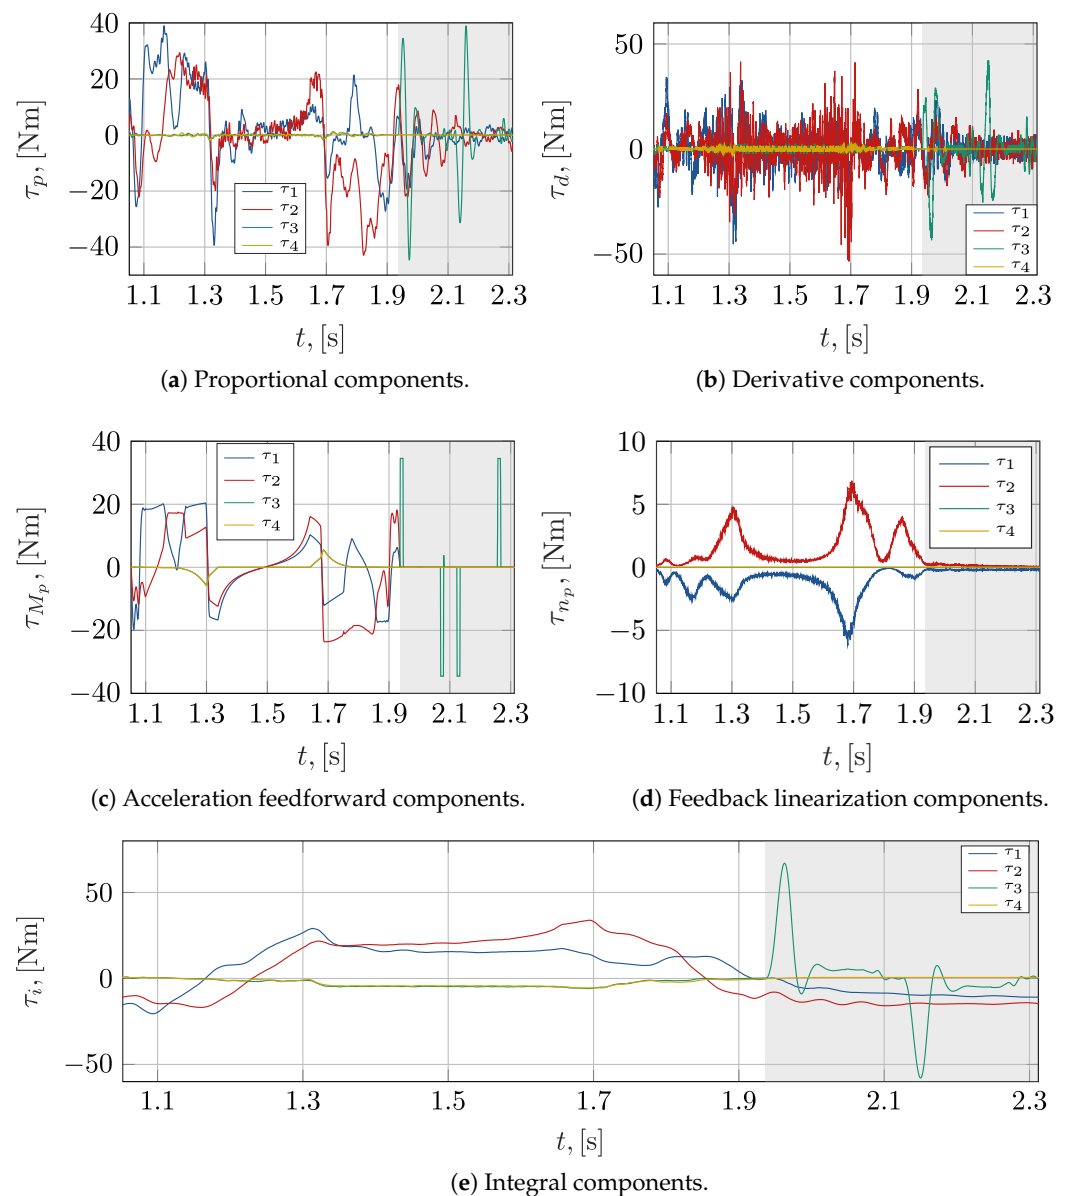 40
20
0
−20
−40
τp, [Nm]
τ1
τ2
τ3
τ4
1.1 1.3 1.5 1.7 1.9 2.1 2.3
t, [s]
(a) Proportional components.
50
0
−50
τd, [Nm]
τ1
τ2
τ3
τ4
1.1 1.3 1.5 1.7 1.9 2.1 2.3
t, [s]
(b) Derivative components.
40
20
0
−20
−40
τMp, [Nm]
τ1
τ2
τ3
τ4
1.1 1.3 1.5 1.7 1.9 2.1 2.3
t, [s]
(c) Acceleration feedforward components.
10
5
0
−5
−10
τnp, [Nm]
τ1
τ2
τ3
τ4
1.1 1.3 1.5 1.7 1.9 2.1 2.3
t, [s]
(d) Feedback linearization components.
50
0
−50
τi, [Nm]
τ1
τ2
τ3
τ4
1.1 1.3 1.5 1.7 1.9 2.1 2.3
t, [s]
(e) Integral components.